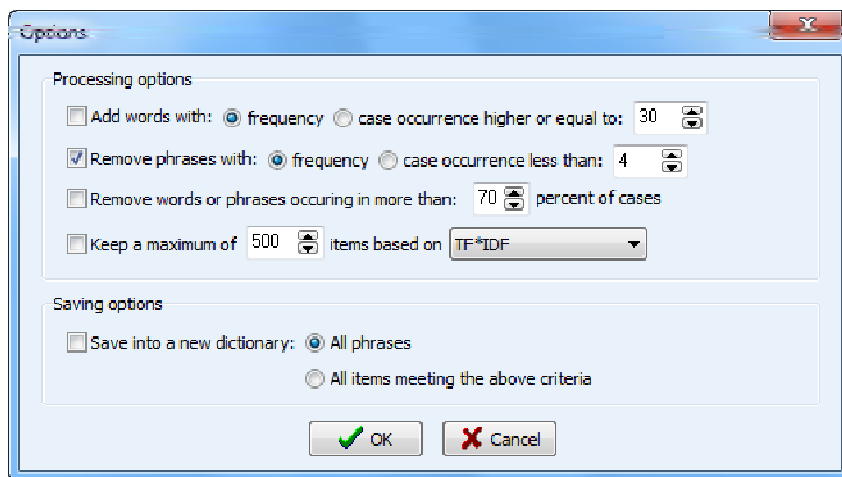 Options
Processing options
Add words with: frequency case occurrence higher or equal to: 30
Remove phrases with: frequency case occurrence less than: 4
Remove words or phrases occuring in more than: 70 percent of cases
Keep a maximum of 500 items based on TF*IDF
Saving options
Save into a new dictionary: All phrases
All items meeting the above criteria
OK Cancel